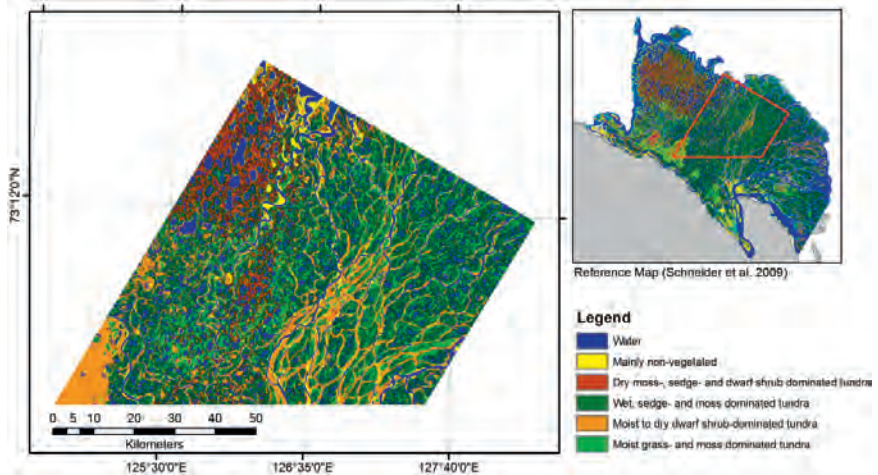 73°12'0"N
0 5 10 20 30 40 50
Kilometers
125°30'0"E
126°35'0"E
127°40'0"E
Reference Map (Schneider et al. 2009)
Legend
Water
Mainly non-vegetated
Dry moss-, sedge- and dwarf shrub dominated tundra
Wet, sedge- and moss dominated tundra
Moist to dry dwarf shrub-dominated tundra
Moist grass- and moss dominated tundra